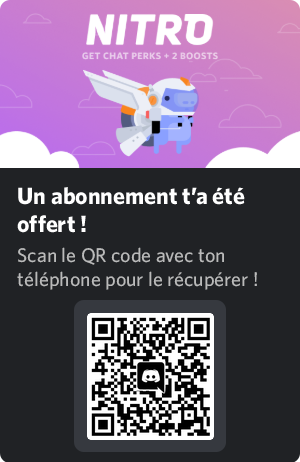 NITRO
GET CHAT PERKS + 2 BOOSTS
Un abonnement t'a été
offert !
Scan le QR code avec ton
téléphone pour le récupérer !